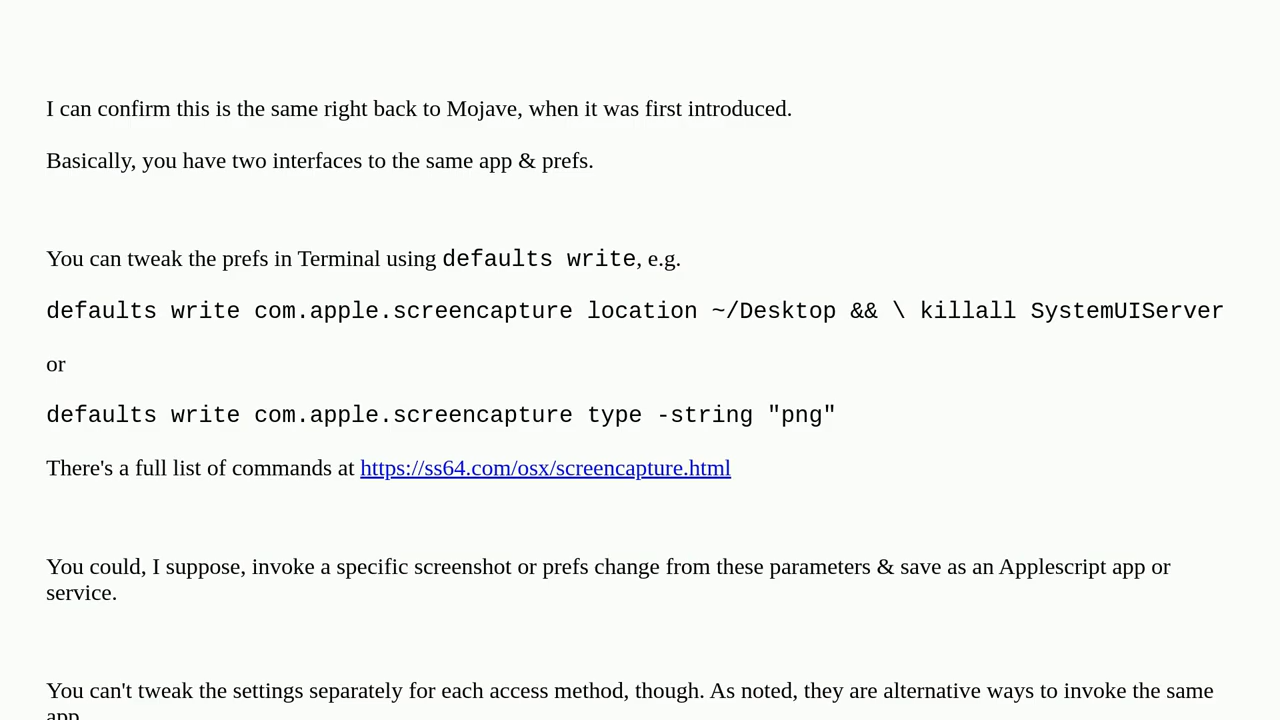 I can confirm this is the same right back to Mojave, when it was first introduced.
Basically, you have two interfaces to the same app & prefs.
You can tweak the prefs in Terminal using defaults write, e.g.
defaults write com.apple.screencapture location ~/Desktop && \ killall SystemUIServer
or
defaults write com.apple.screencapture type -string "png"
There's a full list of commands at https://ss64.com/osx/screencapture.html
You could, I suppose, invoke a specific screenshot or prefs change from these parameters & save as an Applescript app or
service.
You can't tweak the settings separately for each access method, though. As noted, they are alternative ways to invoke the same
app.